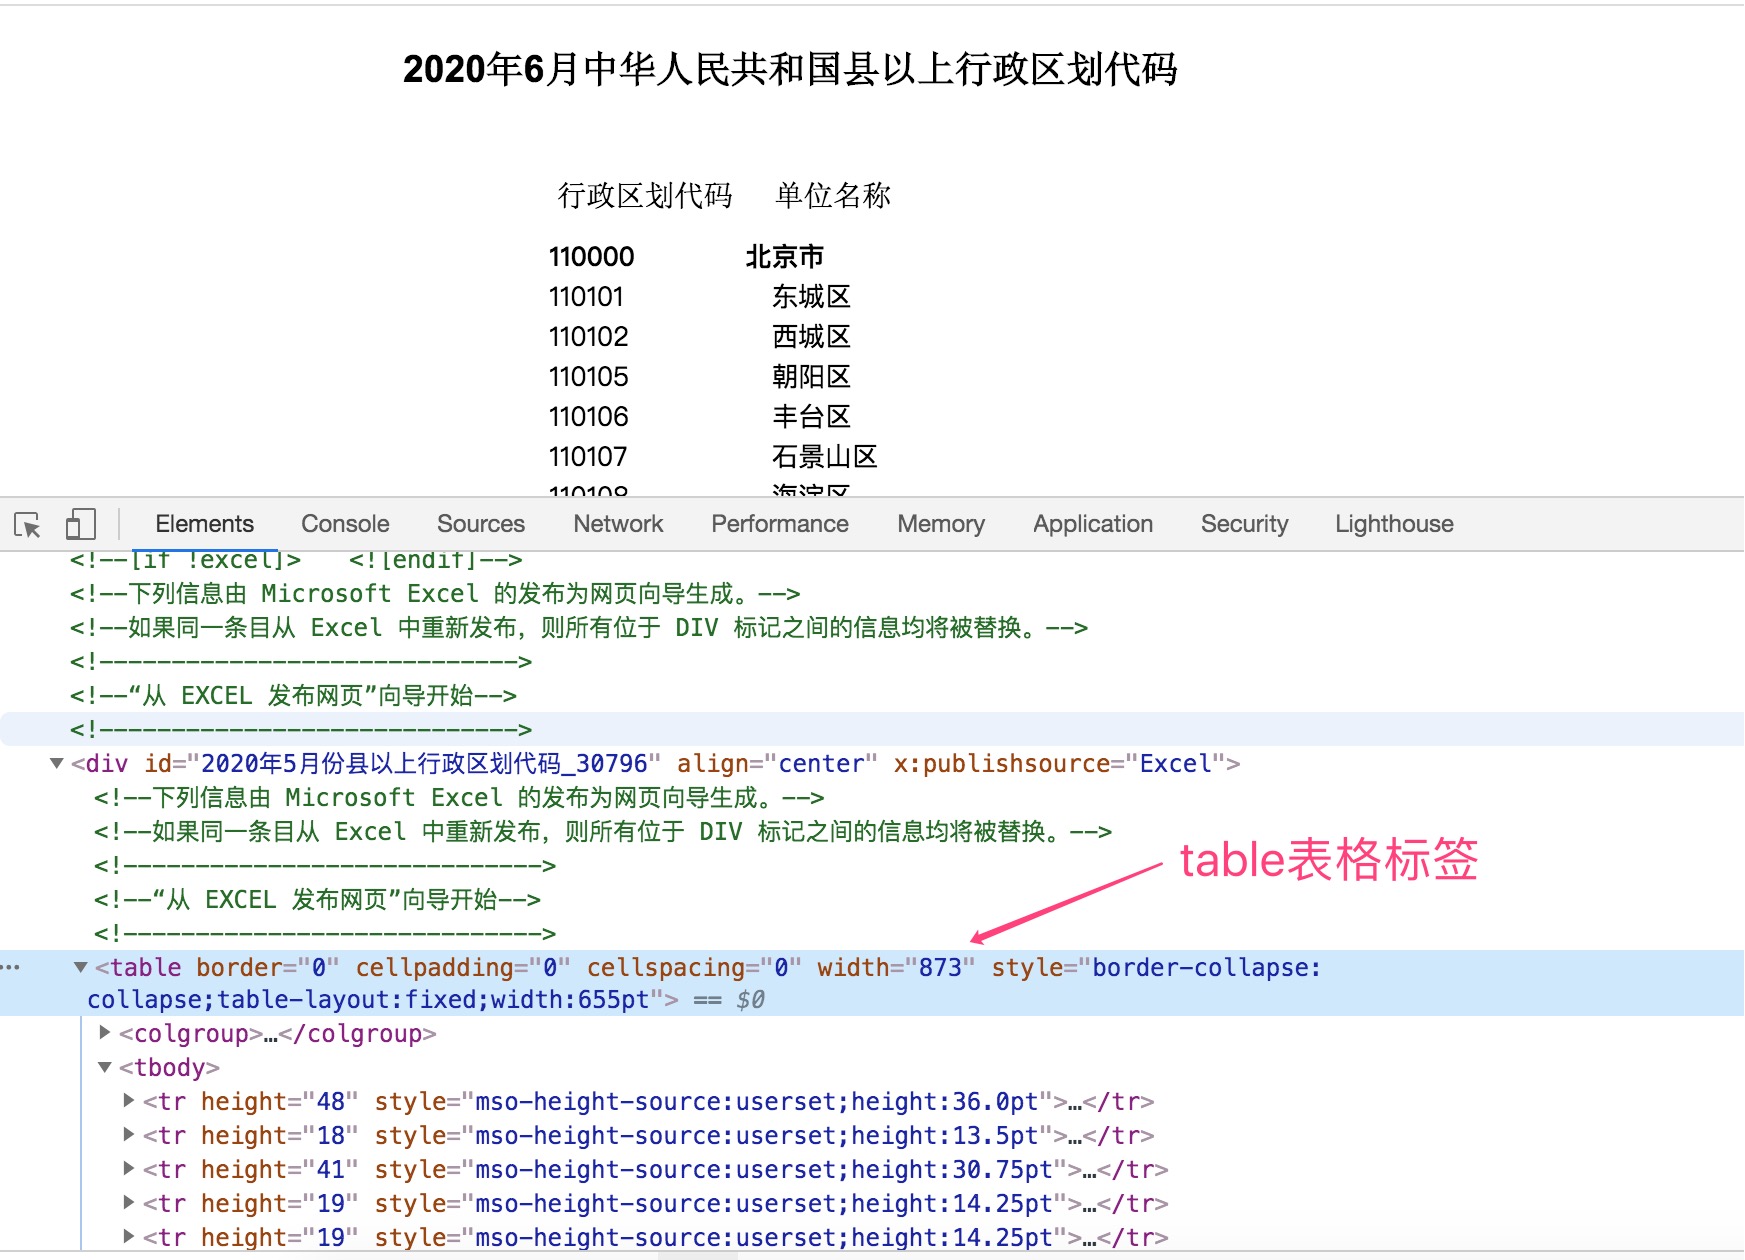 2020年6月中华人民共和国县以上行政区划代码
行政区划代码 单位名称
110000 北京市
110101 东城区
110102 西城区
110105 朝阳区
110106 丰台区
110107 石景山区
110108 海淀区
Elements Console Sources Network Performance Memory Application Security Lighthouse
<!--[if !excel]>  <![endif]-->
<!--下列信息由 Microsoft Excel 的发布为网页向导生成。-->
<!--如果同一条目从 Excel 中重新发布，则所有位于 DIV 标记之间的信息均将被替换。-->
<!----------------------------->
<!--“从 EXCEL 发布网页”向导开始-->
<!----------------------------->
▼<div id="2020年5月份县以上行政区划代码_30796" align="center" x:publishsource="Excel">
<!--下列信息由 Microsoft Excel 的发布为网页向导生成。-->
<!--如果同一条目从 Excel 中重新发布，则所有位于 DIV 标记之间的信息均将被替换。-->
table表格标签
<!----------------------------->
<!--“从 EXCEL 发布网页”向导开始-->
<!----------------------------->
… ▼<table border="0" cellpadding="0" cellspacing="0" width="873" style="border-collapse:
collapse;table-layout:fixed;width:655pt"> == $0
▶<colgroup>…</colgroup>
▼<tbody>
▶<tr height="48" style="mso-height-source:userset;height:36.0pt">…</tr>
▶<tr height="18" style="mso-height-source:userset;height:13.5pt">…</tr>
▶<tr height="41" style="mso-height-source:userset;height:30.75pt">…</tr>
▶<tr height="19" style="mso-height-source:userset;height:14.25pt">…</tr>
▶<tr height="19" style="mso-height-source:userset;height:14.25pt">…</tr>